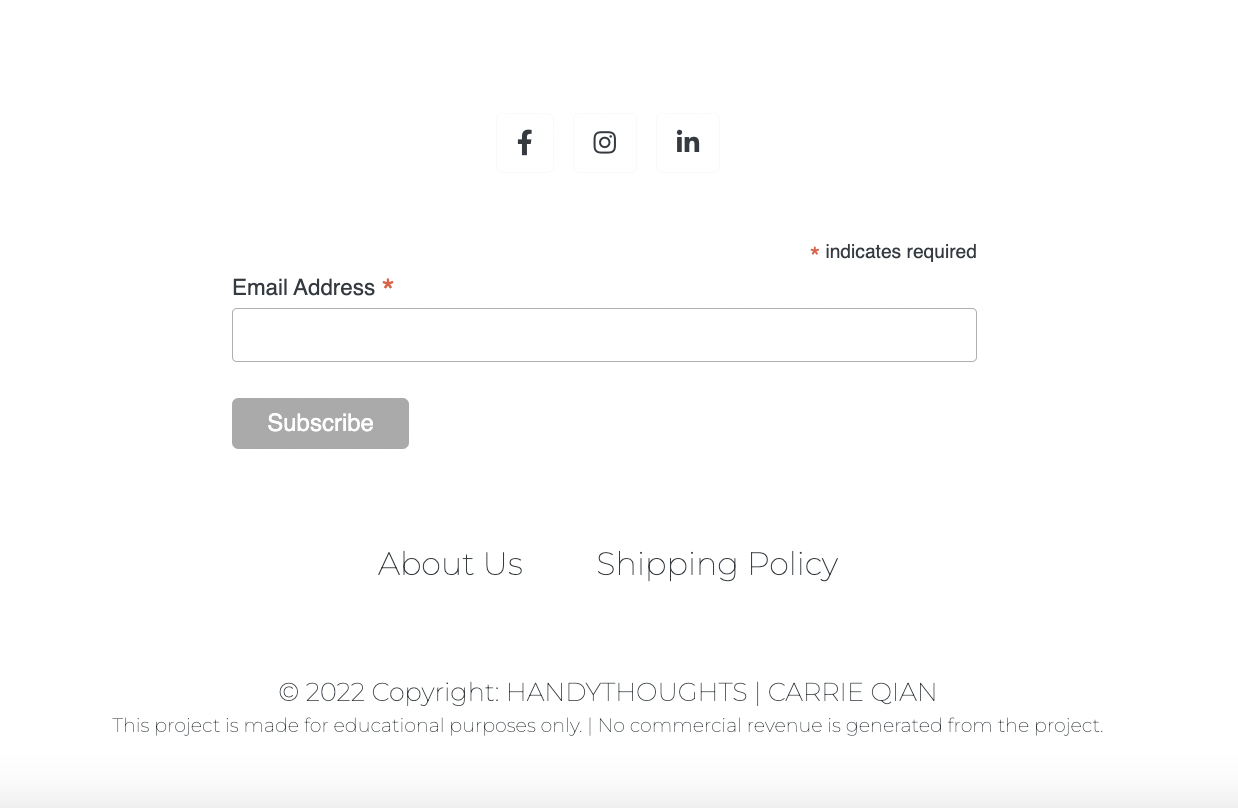 * indicates required
Email Address *
Subscribe
About Us Shipping Policy
© 2022 Copyright: HANDYTHOUGHTS | CARRIE QIAN
This project is made for educational purposes only. | No commercial revenue is generated from the project.